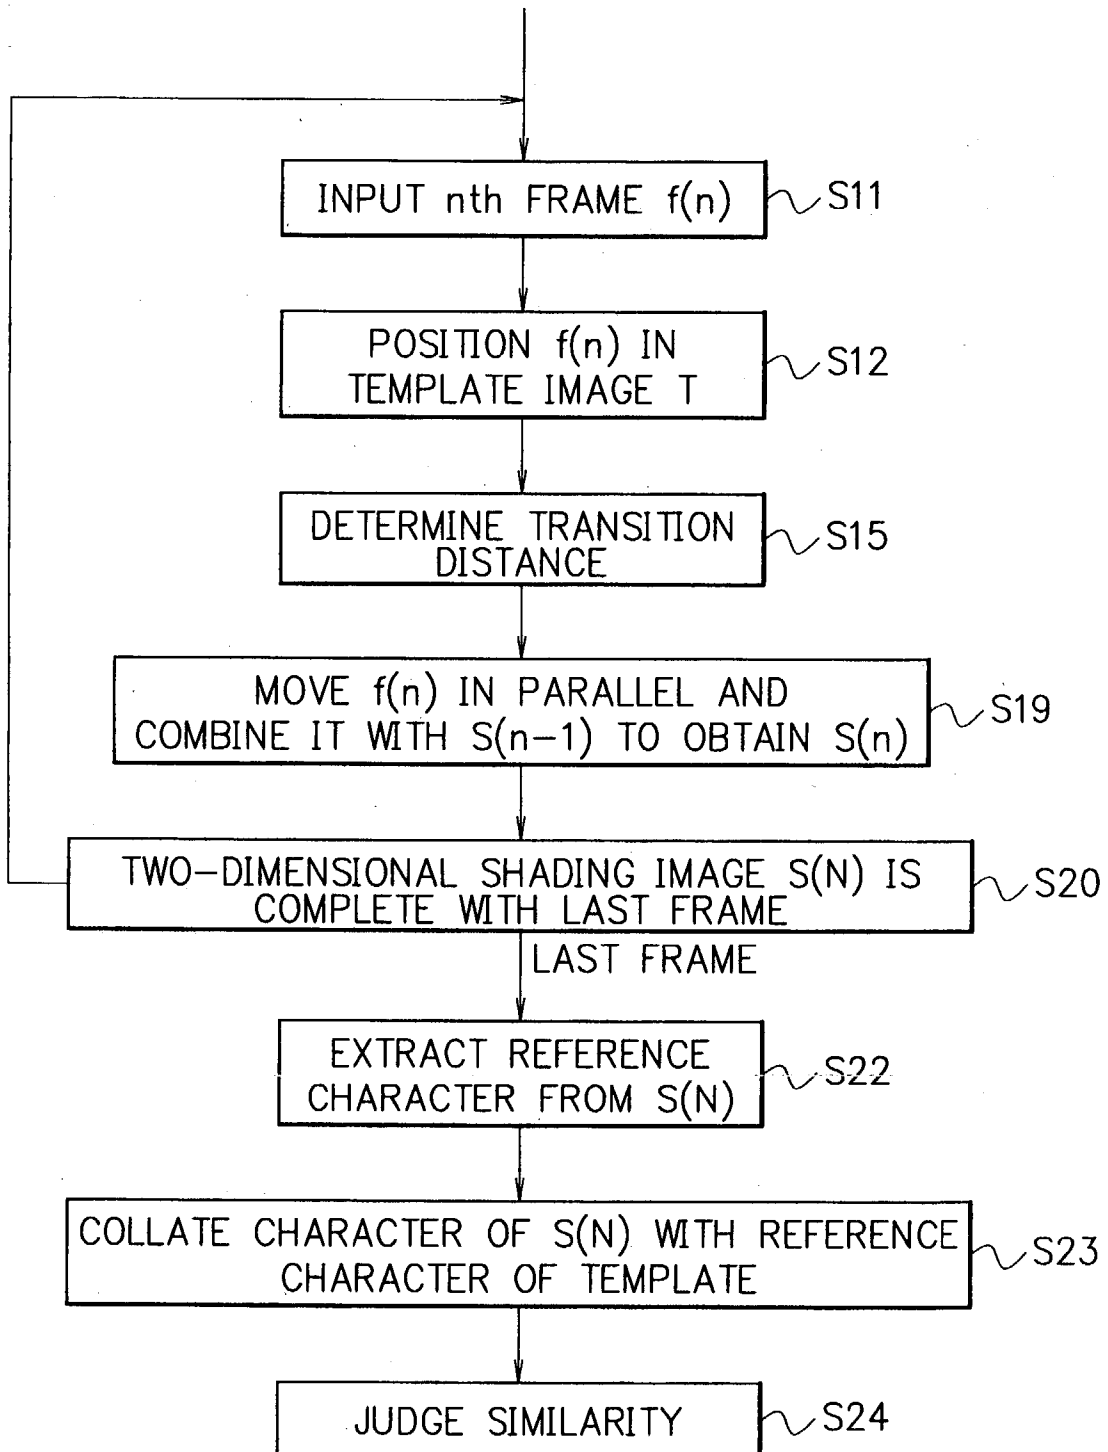 INPUT nth FRAME f(n)
S11
POSITION f(n) IN
TEMPLATE IMAGE T
S12
DETERMINE TRANSITION
DISTANCE
S15
MOVE f(n) IN PARALLEL AND
COMBINE IT WITH S(n-1) TO OBTAIN S(n)
S19
TWO-DIMENSIONAL SHADING IMAGE S(N) IS
COMPLETE WITH LAST FRAME
S20
LAST FRAME
EXTRACT REFERENCE
CHARACTER FROM S(N)
S22
COLLATE CHARACTER OF S(N) WITH REFERENCE
CHARACTER OF TEMPLATE
S23
JUDGE SIMILARITY
S24